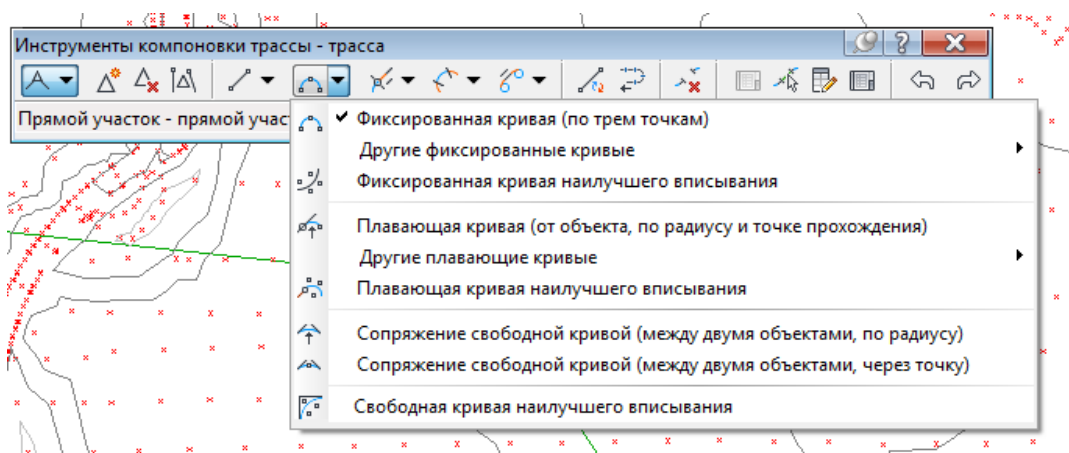 Инструменты компоновки трассы - трасса
Прямой участок - прямой учас
Фиксированная кривая (по трем точкам)
Другие фиксированные кривые
Фиксированная кривая наилучшего вписывания
Плавающая кривая (от объекта, по радиусу и точке прохождения)
Другие плавающие кривые
Плавающая кривая наилучшего вписывания
Сопряжение свободной кривой (между двумя объектами, по радиусу)
Сопряжение свободной кривой (между двумя объектами, через точку)
Свободная кривая наилучшего вписывания